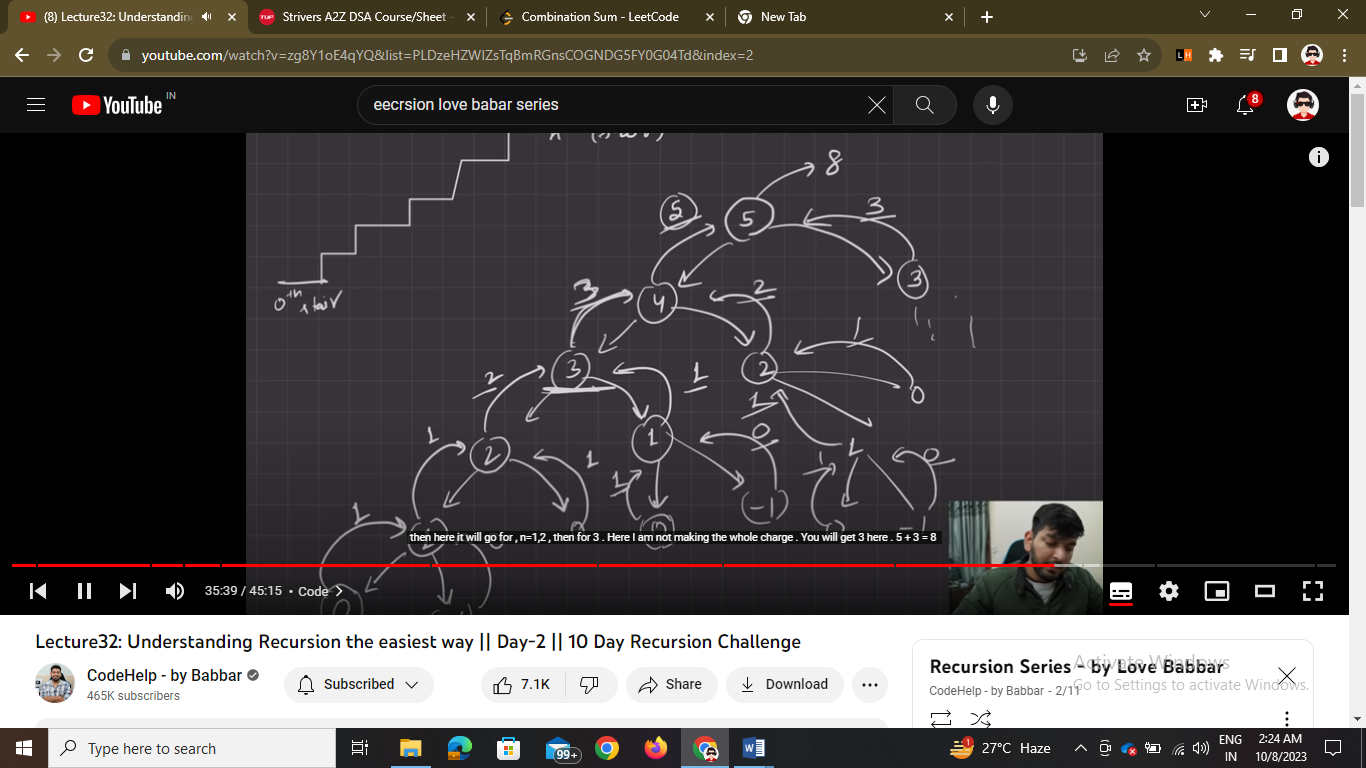 (8) Lecture32: Understanding
Strivers A2Z DSA Course/Sheet -
Combination Sum - LeetCode
New Tab
youtube.com/watch?v=zg8Y1oE4qYQ&list=PLDzeHZWIZsTqBmRGnsCOGNDG5FY0G04Td&index=2
YouTube IN
eecrsion love babar series
8
8
5 5 3
3
3 4 2
0th stair
1
2 3 1 2
0
1
1 2 1 1 0 1 0
1 1 (-1)
1
then here it will go for , n=1,2 , then for 3 . Here I am not making the whole charge . You will get 3 here . 5 + 3 = 8
35:39 / 45:15 • Code
Lecture32: Understanding Recursion the easiest way || Day-2 || 10 Day Recursion Challenge
CodeHelp - by Babbar
465K subscribers
Subscribed
7.1K
Share
Download
Recursion Series - by Love Babbar
CodeHelp - by Babbar - 2/11
Activate Windows
Go to Settings to activate Windows.
Type here to search
99+
1
27°C Haze
ENG
IN
2:24 AM
10/8/2023